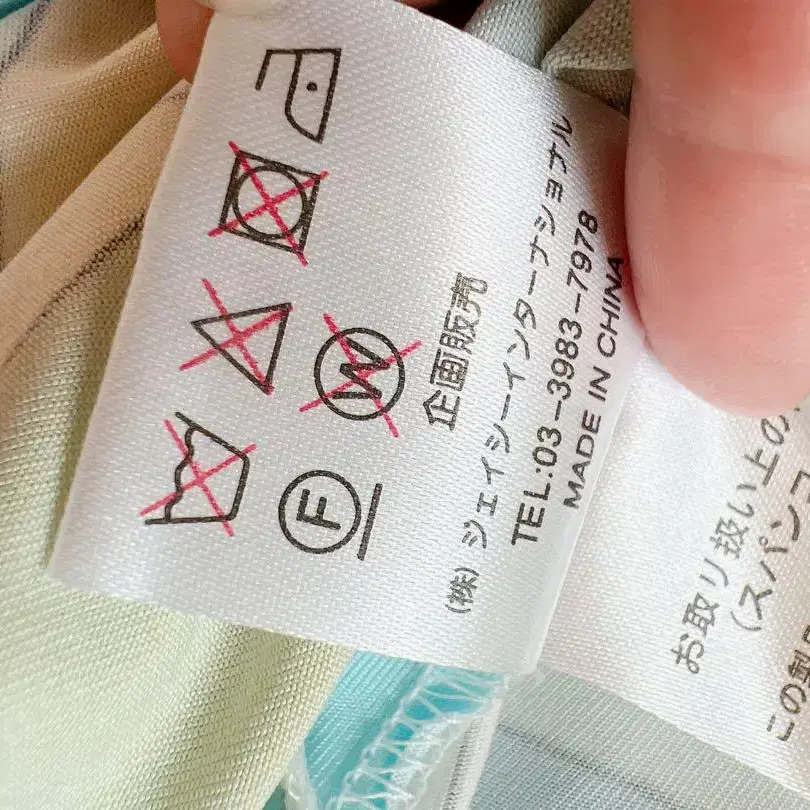 W
F
企画販売
(株) ジェイシーインターナショナル
TEL:03-3983-7978
MADE IN CHINA
お取り扱い上の
(スパン
この製